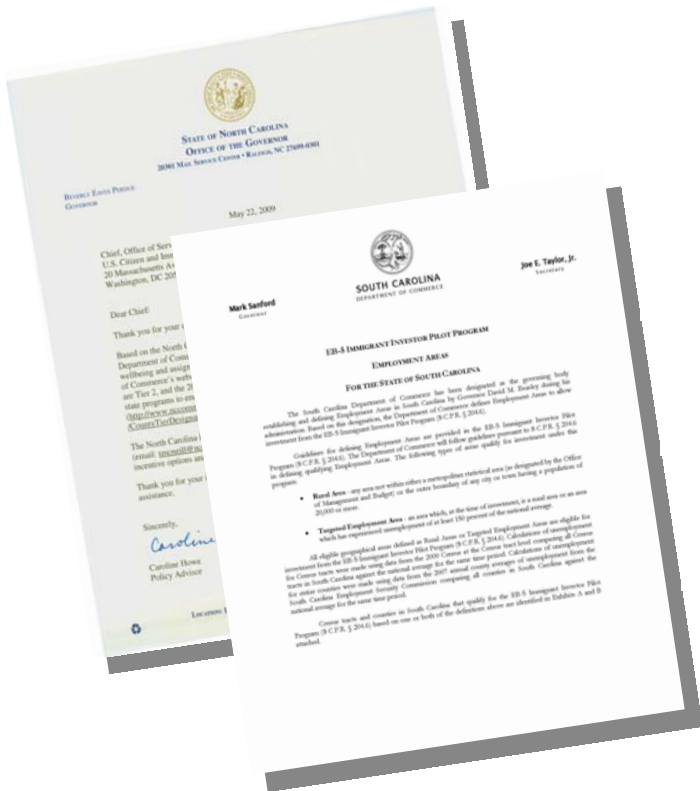 STATE OF NORTH CAROLINA
OFFICE OF THE GOVERNOR
20301 MAIL SERVICE CENTER • RALEIGH, NC 27699-0301
BEVERLY EAVES PERDUE
GOVERNOR
May 22, 2009
Chief, Office of Serv
U.S. Citizen and Imm
20 Massachusetts Av
Washington, DC 205
Dear Chief:
Thank you for your
Based on the North
Department of Com
wellbeing and assign
of Commerce's web
are Tier 2, and the 20
state programs to en
The North Carolina
(email:
incentive options an
Thank you for your
assistance.
Sincerely,
Caroline
Caroline Howe
Policy Advisor
SOUTH CAROLINA
DEPARTMENT OF COMMERCE
Mark Sanford
Governor
Joe E. Taylor, Jr.
Secretary
EB-5 IMMIGRANT INVESTOR PILOT PROGRAM
EMPLOYMENT AREAS
FOR THE STATE OF SOUTH CAROLINA
The South Carolina Department of Commerce has been designated as the governing body
establishing and defining Employment Areas in South Carolina by Governor David M. Beasley during his
administration. Based on this designation, the Department of Commerce defines Employment Areas to allow
investment from the EB-5 Immigrant Investor Pilot Program (8 C.F.R. § 204.6).
Guidelines for defining Employment Areas are provided in the EB-5 Immigrant Investor Pilot
Program (8 C.F.R. § 204.6). The Department of Commerce will follow guidelines pursuant to 8 C.F.R. § 204.6
in defining qualifying Employment Areas. The following types of areas qualify for investment under this
program:
• Rural Area - any area not within either a metropolitan statistical area (as designated by the Office
of Management and Budget) or the outer boundary of any city or town having a population of
20,000 or more.
• Targeted Employment Area - an area which, at the time of investment, is a rural area or an area
which has experienced unemployment of at least 150 percent of the national average.
All eligible geographical areas defined as Rural Areas or Targeted Employment Areas are eligible for
investment from the EB-5 Immigrant Investor Pilot Program (8 C.F.R. § 204.6). Calculations of unemployment
for Census tracts were made using data from the 2000 Census at the Census tract level comparing all Census
tracts in South Carolina against the national average for the same time period. Calculations of unemployment
for entire counties were made using data from the 2007 annual county averages of unemployment from the
South Carolina Employment Security Commission comparing all counties in South Carolina against the
national average for the same time period.
Census tracts and counties in South Carolina that qualify for the EB-5 Immigrant Investor Pilot
Program (8 C.F.R. § 204.6) based on one or both of the definitions above are identified in Exhibits A and B
attached.